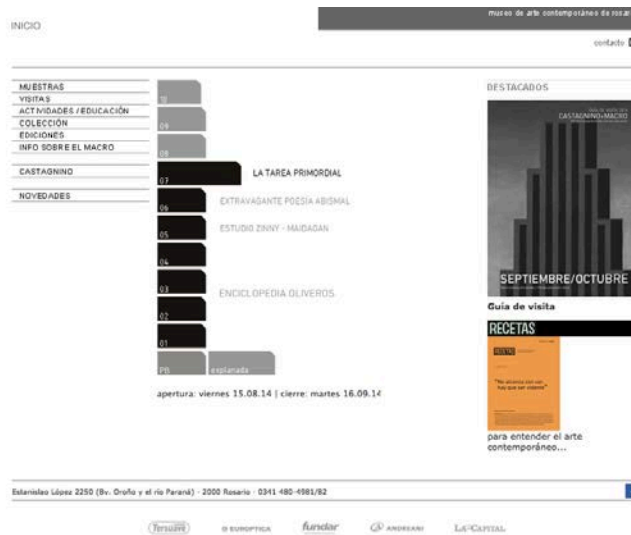 museo de arte contemporáneo de rosar
INICIO
contacto
MUESTRAS
VISITAS
ACTIVIDADES / EDUCACIÓN
COLECCIÓN
EDICIONES
INFO SOBRE EL MACRO
CASTAGNINO
NOVEDADES
10
09
08
07
LA TAREA PRIMORDIAL
06
EXTRAVAGANTE POESÍA ABISMAL
05
ESTUDIO ZINNY - MAIDAGAN
04
03
ENCICLOPEDIA OLIVEROS
02
01
PB
explanada
apertura: viernes 15.08.14 | cierre: martes 16.09.14
DESTACADOS
CASTAGNINO+MACRO
SEPTIEMBRE/OCTUBRE
Guía de visita
RECETAS
RECETAS
para entender el arte
contemporáneo...
Estanislao López 2250 (Bv. Oroño y el río Paraná) - 2000 Rosario - 0341 480-4981/82
Tersuave
EUROPTICA
fundar
ANDREANI
LA CAPITAL